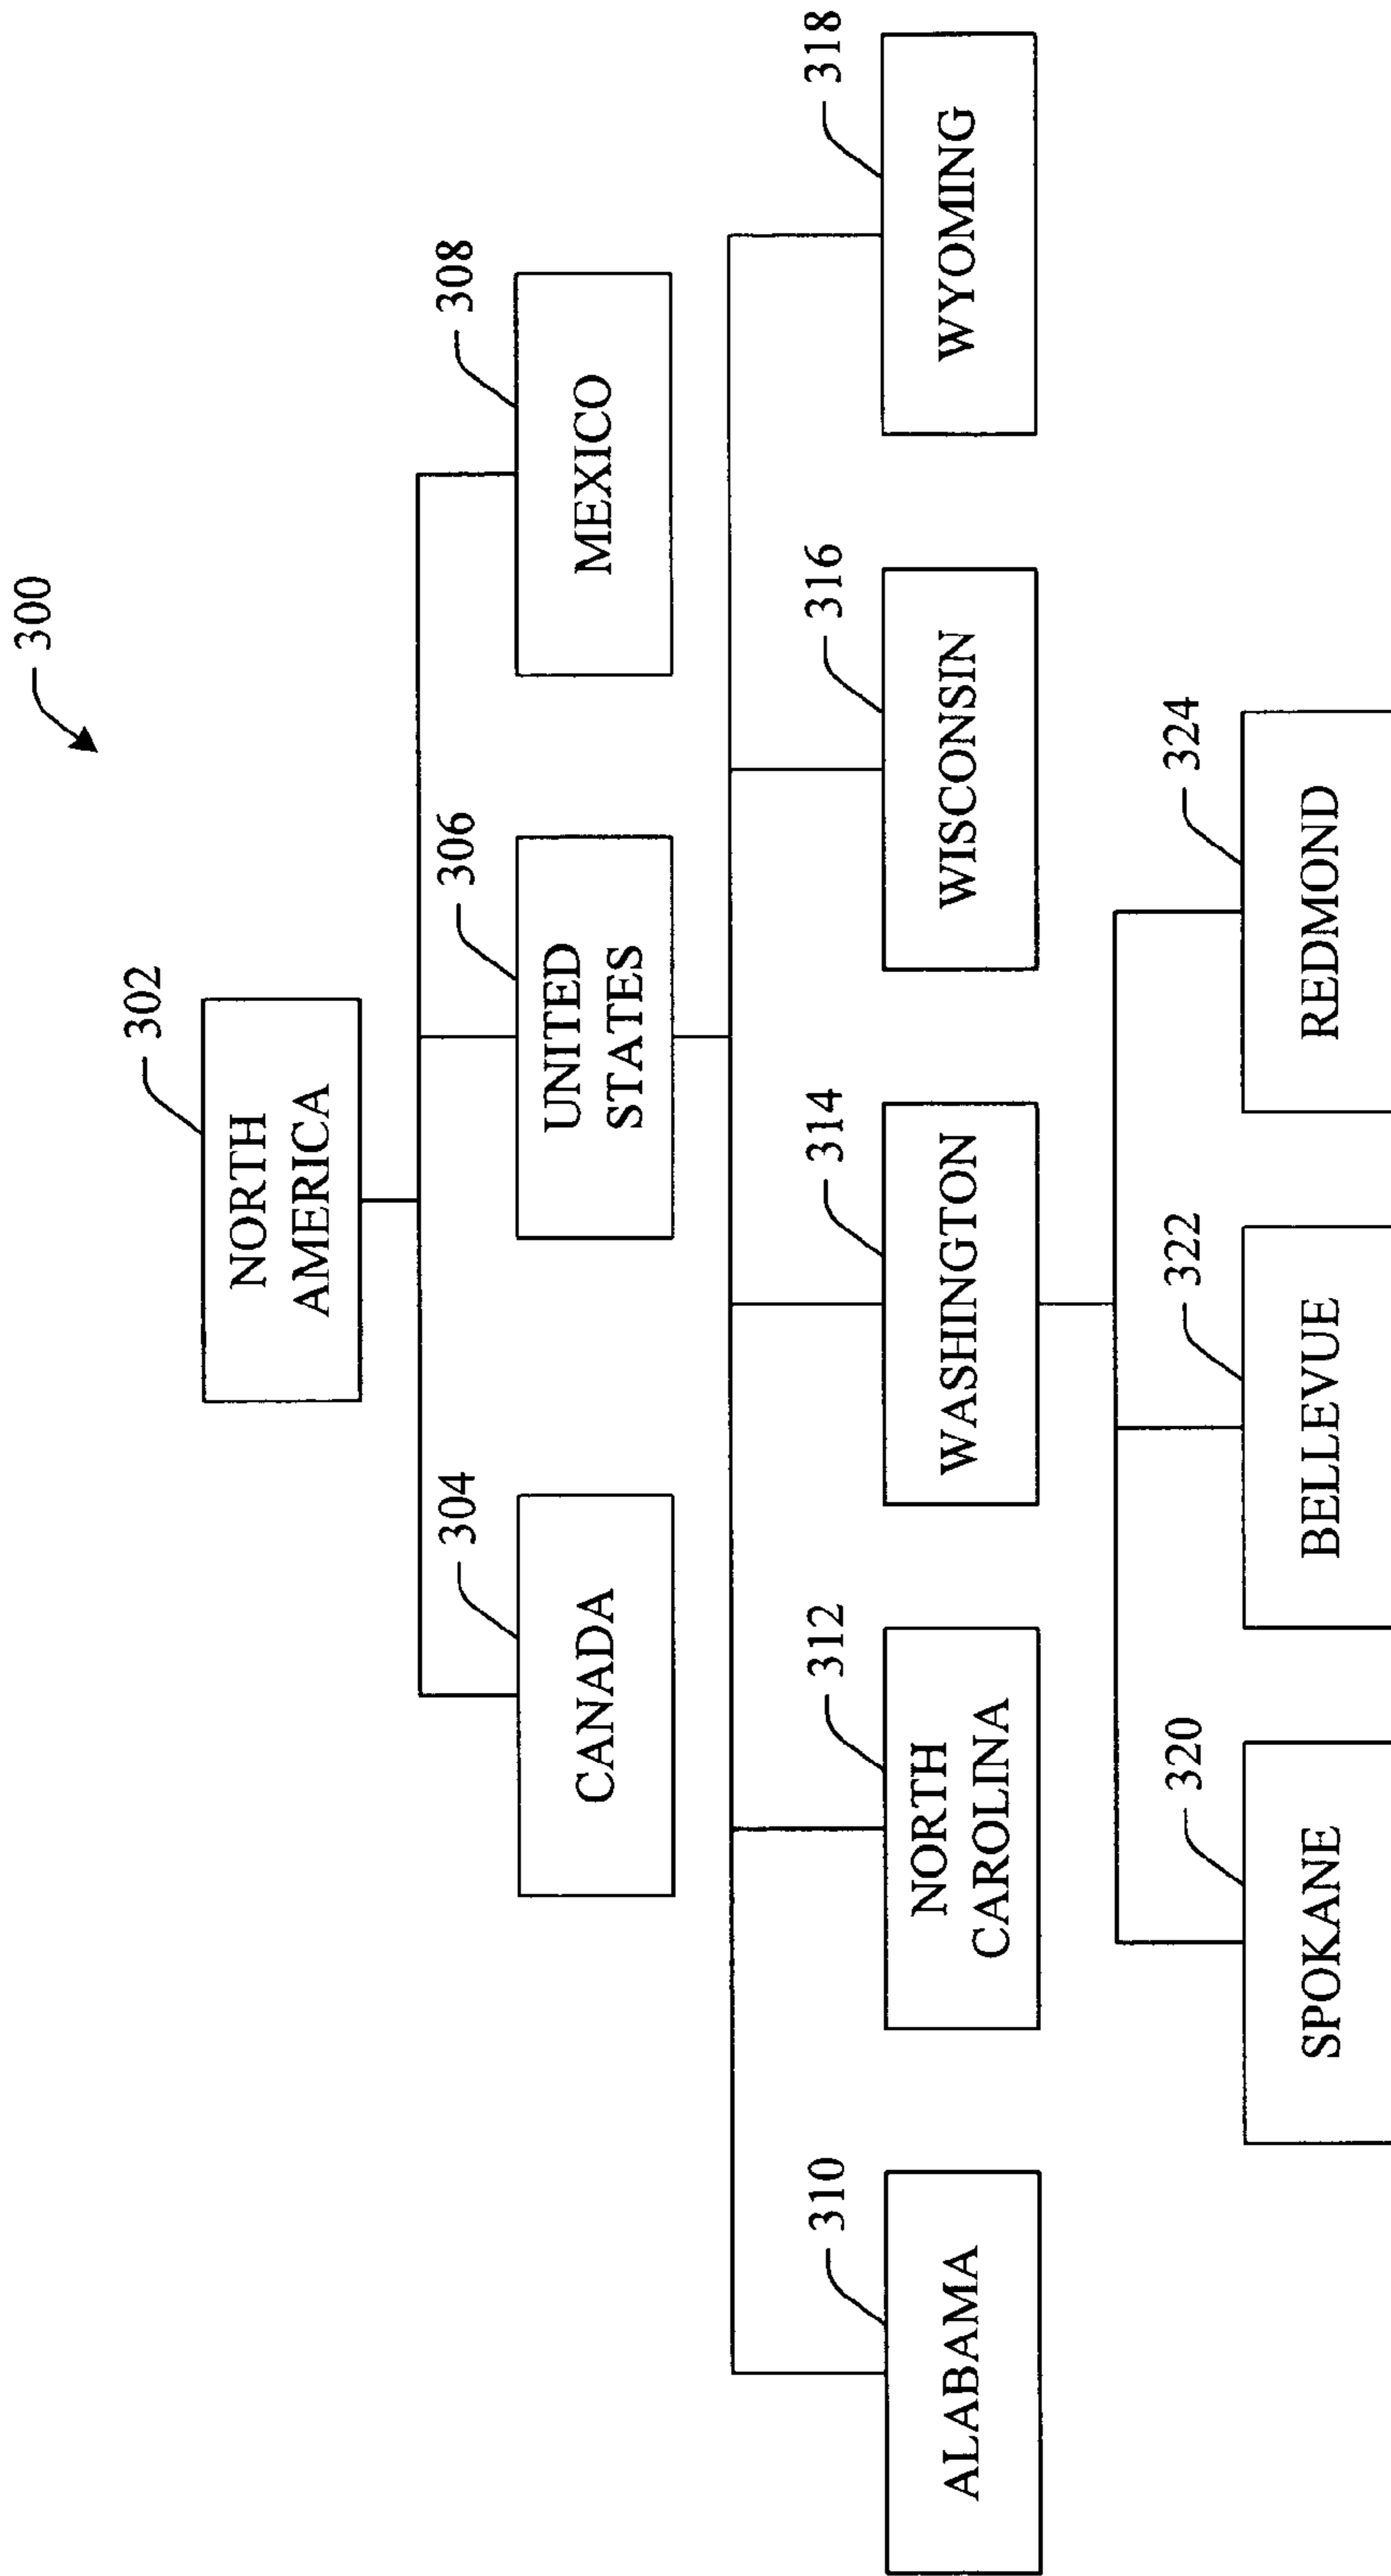 300
302
NORTH
AMERICA
304
306
308
CANADA
UNITED
STATES
MEXICO
310
312
314
316
318
ALABAMA
NORTH
CAROLINA
WASHINGTON
WISCONSIN
WYOMING
320
322
324
SPOKANE
BELLEVUE
REDMOND